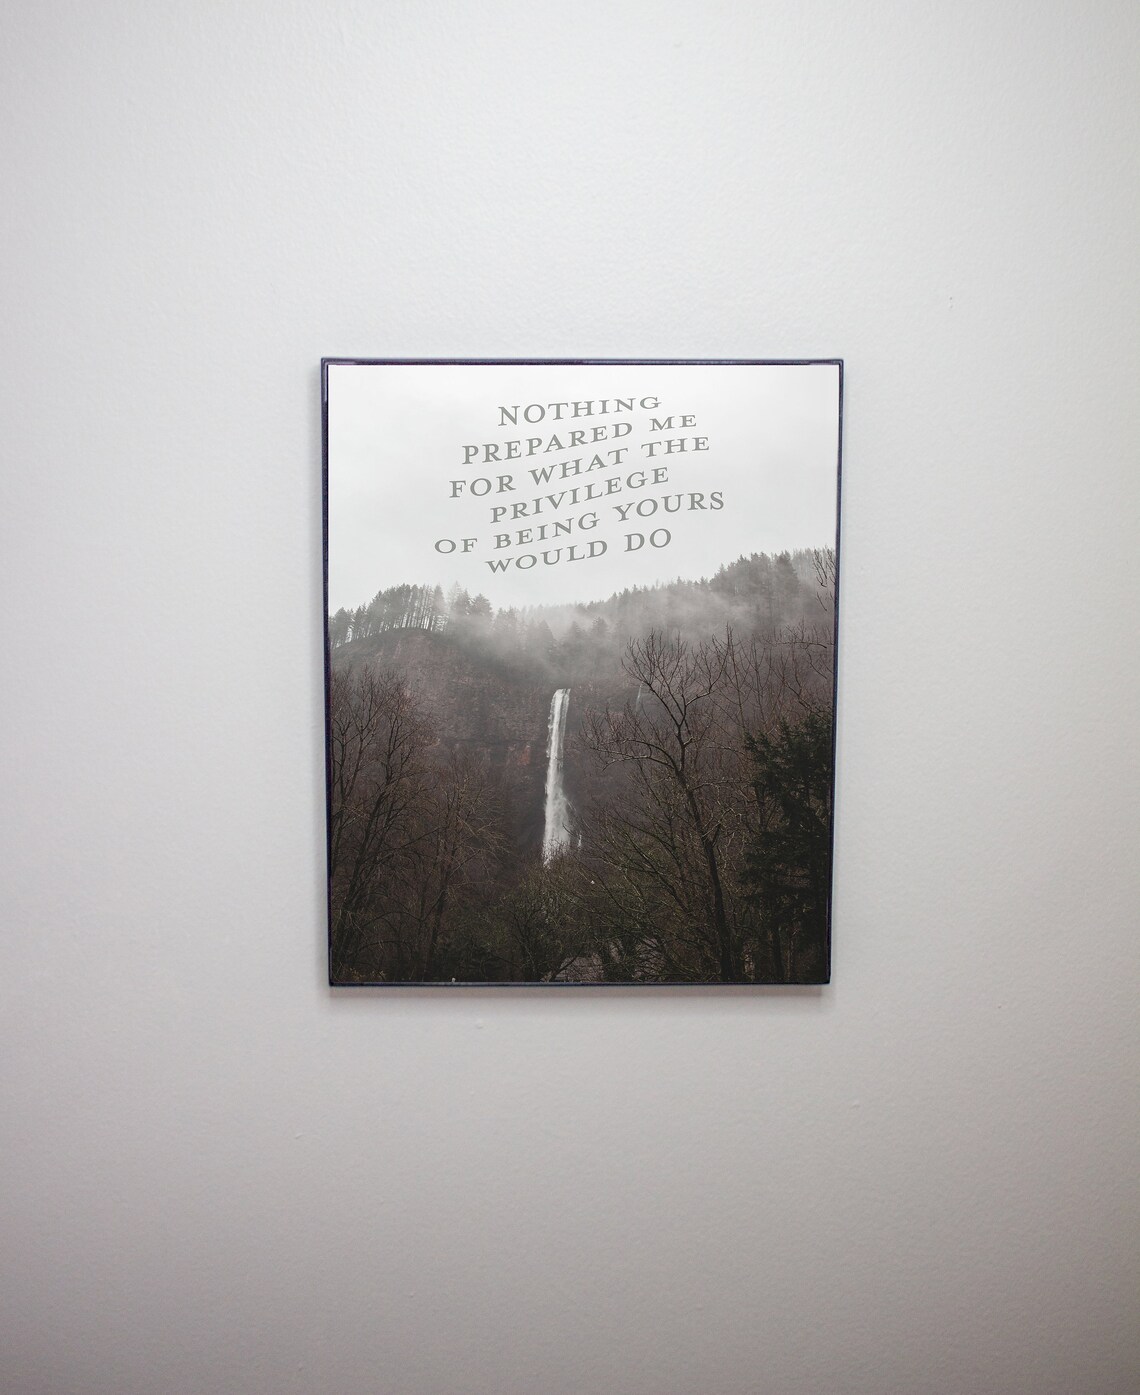 NOTHING
PREPARED ME
FOR WHAT THE
PRIVILEGE
OF BEING YOURS
WOULD DO